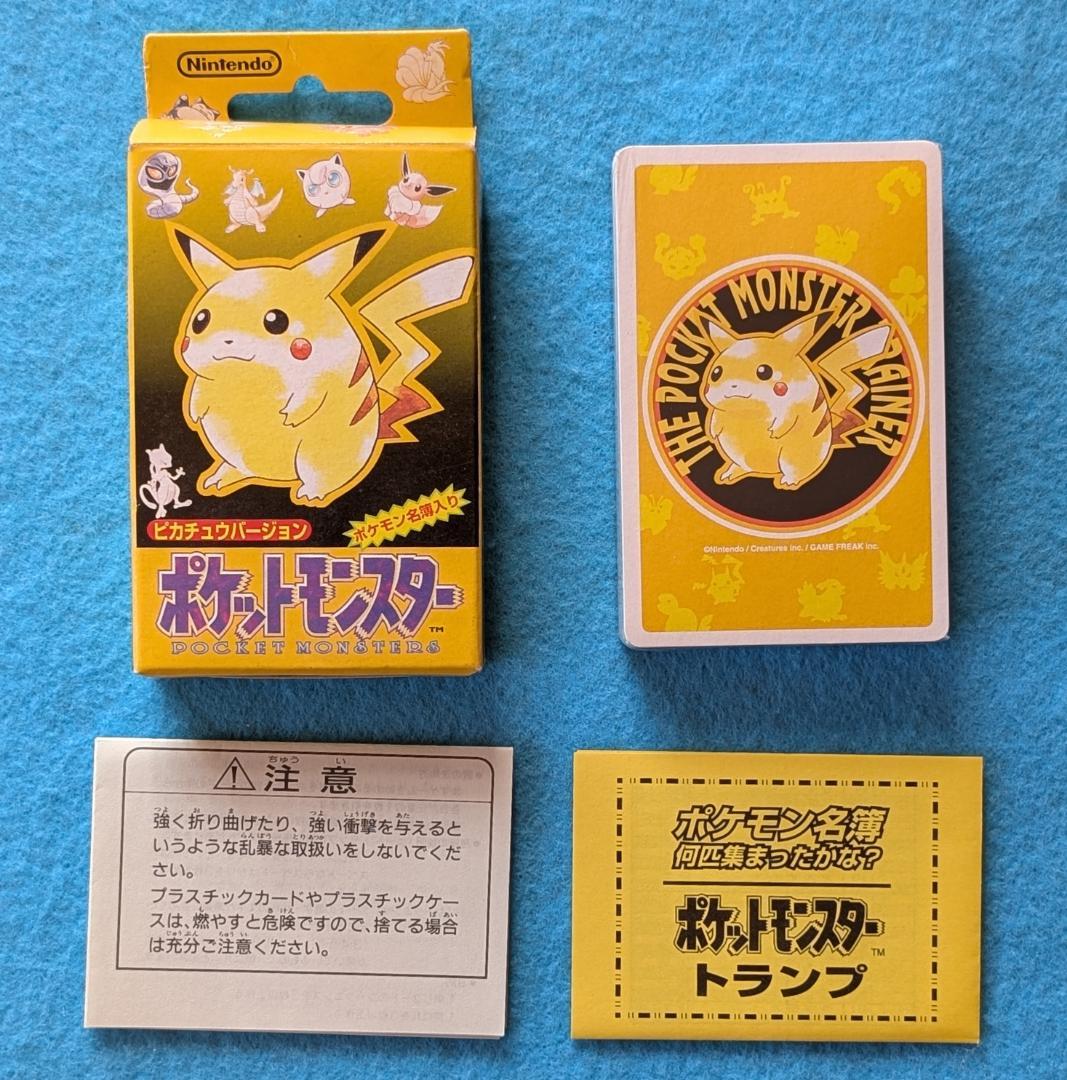 Nintendo
ピカチュウバージョン
ポケモン名簿入り
ポケットモンスター™
POCKET MONSTERS
THE POCKET MONSTER TRAINER
©Nintendo / Creatures inc. / GAME FREAK inc.
注意
強く折り曲げたり、強い衝撃を与えると
いうような乱暴な取扱いをしないでくだ
さい。
プラスチックカードやプラスチックケー
スは、燃やすと危険ですので、捨てる場合
は充分ご注意ください。
ポケモン名簿
何匹集まったかな?
ポケットモンスター™
トランプ